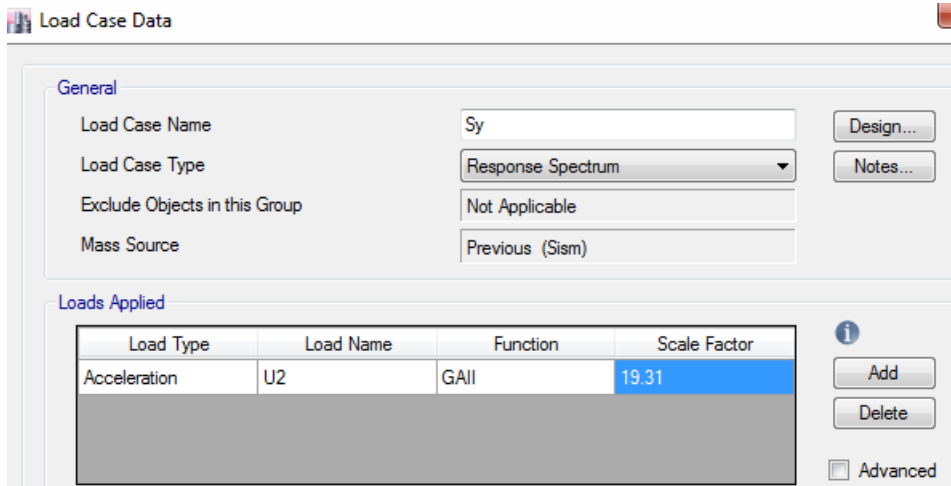 Load Case Data
General
Load Case Name Sy Design...
Load Case Type Response Spectrum Notes...
Exclude Objects in this Group Not Applicable
Mass Source Previous (Sism)
Loads Applied
Load Type Load Name Function Scale Factor
Acceleration U2 GAII 19.31
Add
Delete
Advanced